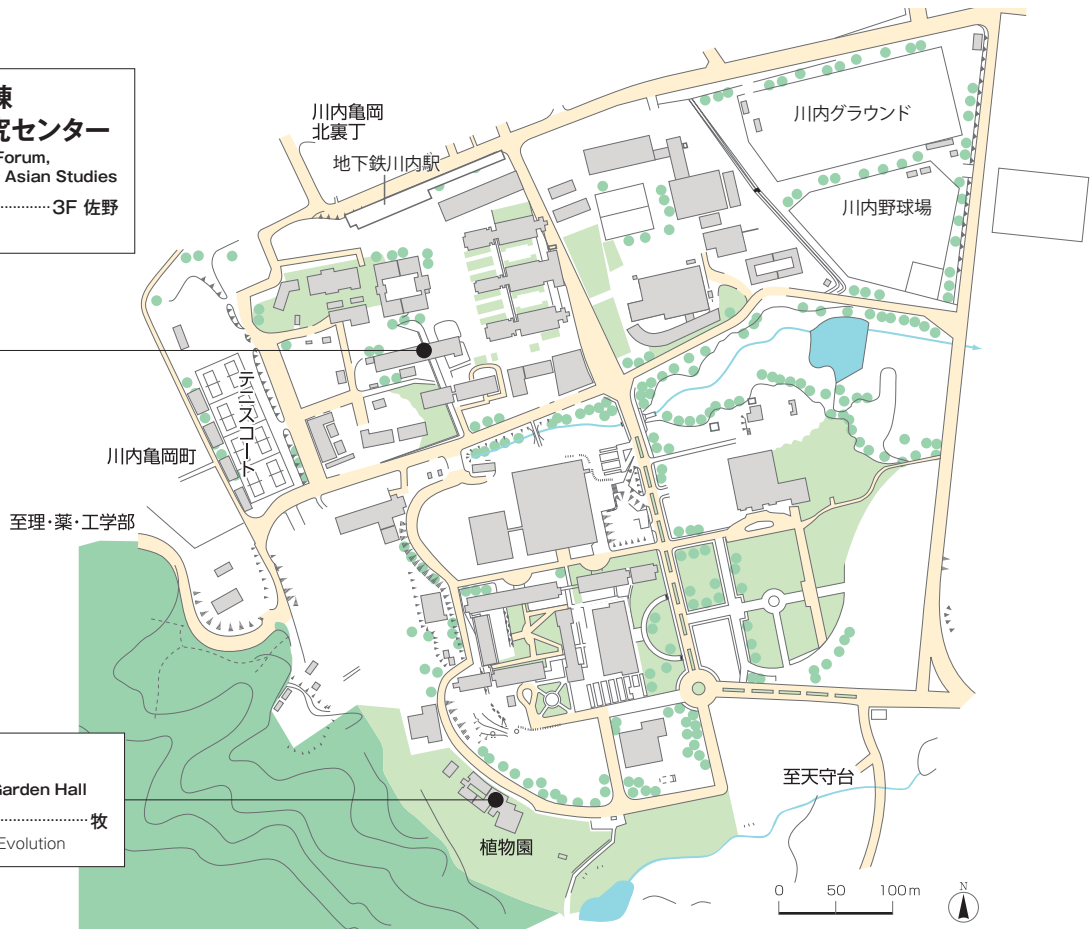 棟
究センター
Forum,
Asian Studies
3F 佐野
川内亀岡
北裏丁
地下鉄川内駅
川内グラウンド
川内野球場
テニスコート
川内亀岡町
至理・薬・工学部
Garden Hall
牧
Evolution
植物園
至天守台
0 50 100m
N